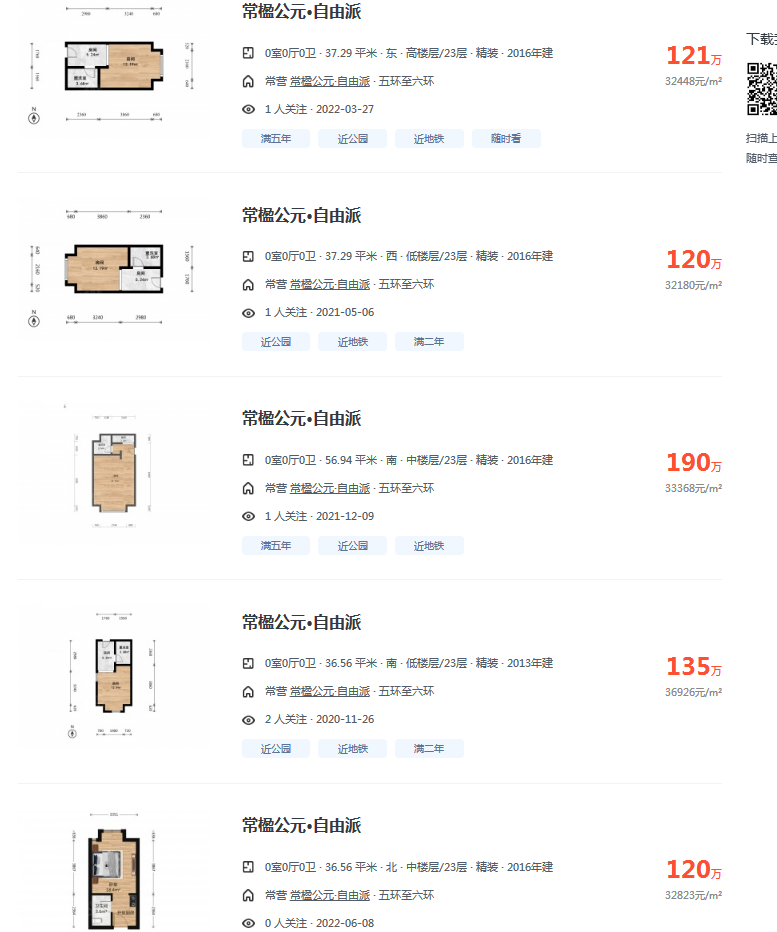 常楹公元•自由派
0室0厅0卫 · 37.29 平米 · 东 · 高楼层/23层 · 精装 · 2016年建
121万
常营 常楹公元·自由派 · 五环至六环
32448元/m²
1 人关注 · 2022-03-27
满五年 近公园 近地铁 随时看
下载
扫描上
随时查
常楹公元•自由派
0室0厅0卫 · 37.29 平米 · 西 · 低楼层/23层 · 精装 · 2016年建
120万
常营 常楹公元·自由派 · 五环至六环
32180元/m²
1 人关注 · 2021-05-06
近公园 近地铁 满二年
常楹公元•自由派
0室0厅0卫 · 56.94 平米 · 南 · 中楼层/23层 · 精装 · 2016年建
190万
常营 常楹公元·自由派 · 五环至六环
33368元/m²
1 人关注 · 2021-12-09
满五年 近公园 近地铁
常楹公元•自由派
0室0厅0卫 · 36.56 平米 · 南 · 低楼层/23层 · 精装 · 2013年建
135万
常营 常楹公元·自由派 · 五环至六环
36926元/m²
2 人关注 · 2020-11-26
近公园 近地铁 满二年
常楹公元•自由派
0室0厅0卫 · 36.56 平米 · 北 · 中楼层/23层 · 精装 · 2016年建
120万
常营 常楹公元·自由派 · 五环至六环
32823元/m²
0 人关注 · 2022-06-08